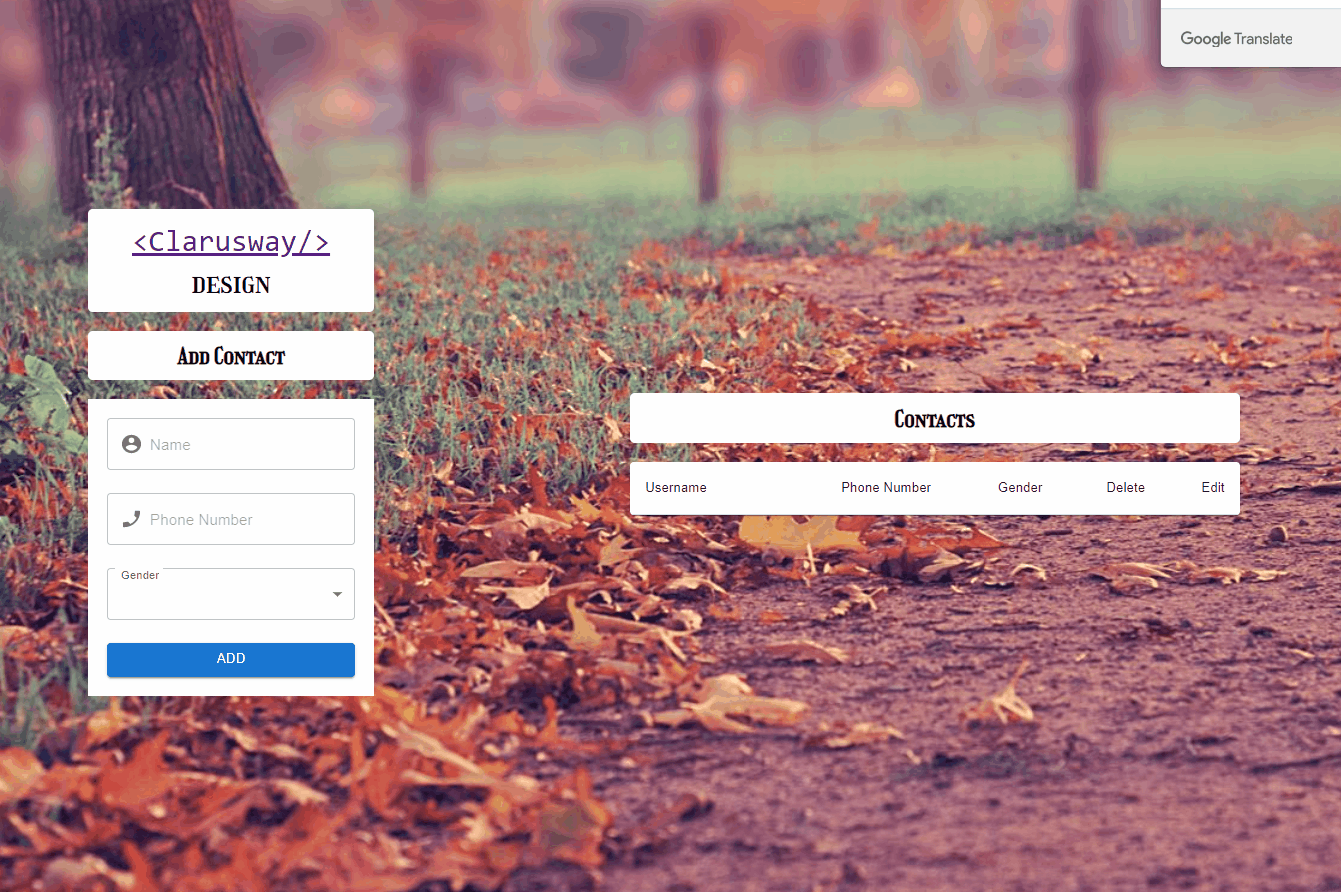 Google Translate
<Clarusway/>
DESIGN
Add Contact
Name
Phone Number
Gender
ADD
Contacts
Username Phone Number Gender Delete Edit